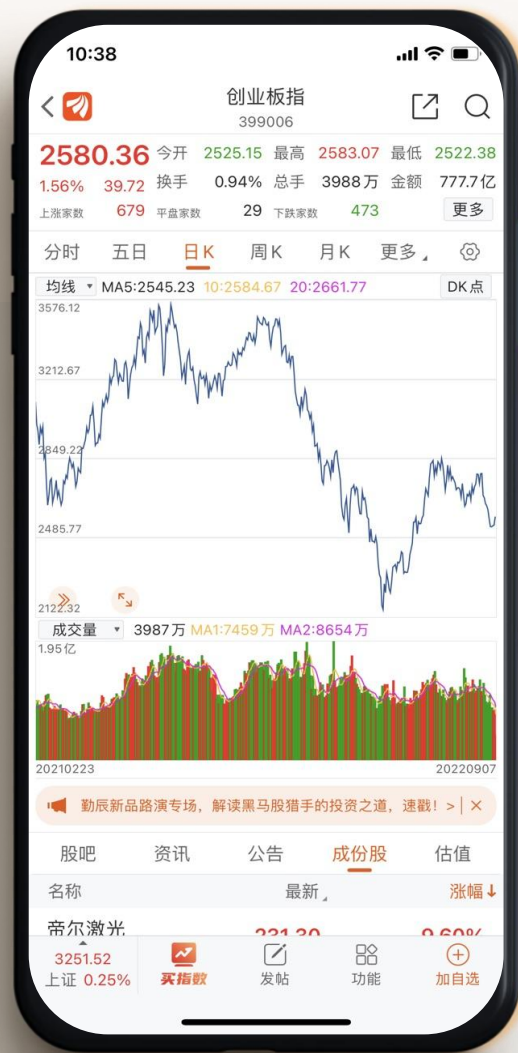 10:38
创业板指
399006
2580.36 今开 2525.15 最高 2583.07 最低 2522.38
1.56% 39.72 换手 0.94% 总手 3988万 金额 777.7亿
上涨家数 679 平盘家数 29 下跌家数 473 更多
分时 五日 日K 周K 月K 更多
均线 MA5:2545.23 10:2584.67 20:2661.77 DK点
3576.12
3212.67
2849.22
2485.77
2122.32
成交量 3987万 MA1:7459万 MA2:8654万
1.95亿
20210223 20220907
勤辰新品路演专场，解读黑马股猎手的投资之道，速戳！>
股吧 资讯 公告 成份股 估值
名称 最新 涨幅
帝尔激光 231.30 9.60%
3251.52
上证 0.25% 买指数 发帖 功能 加自选